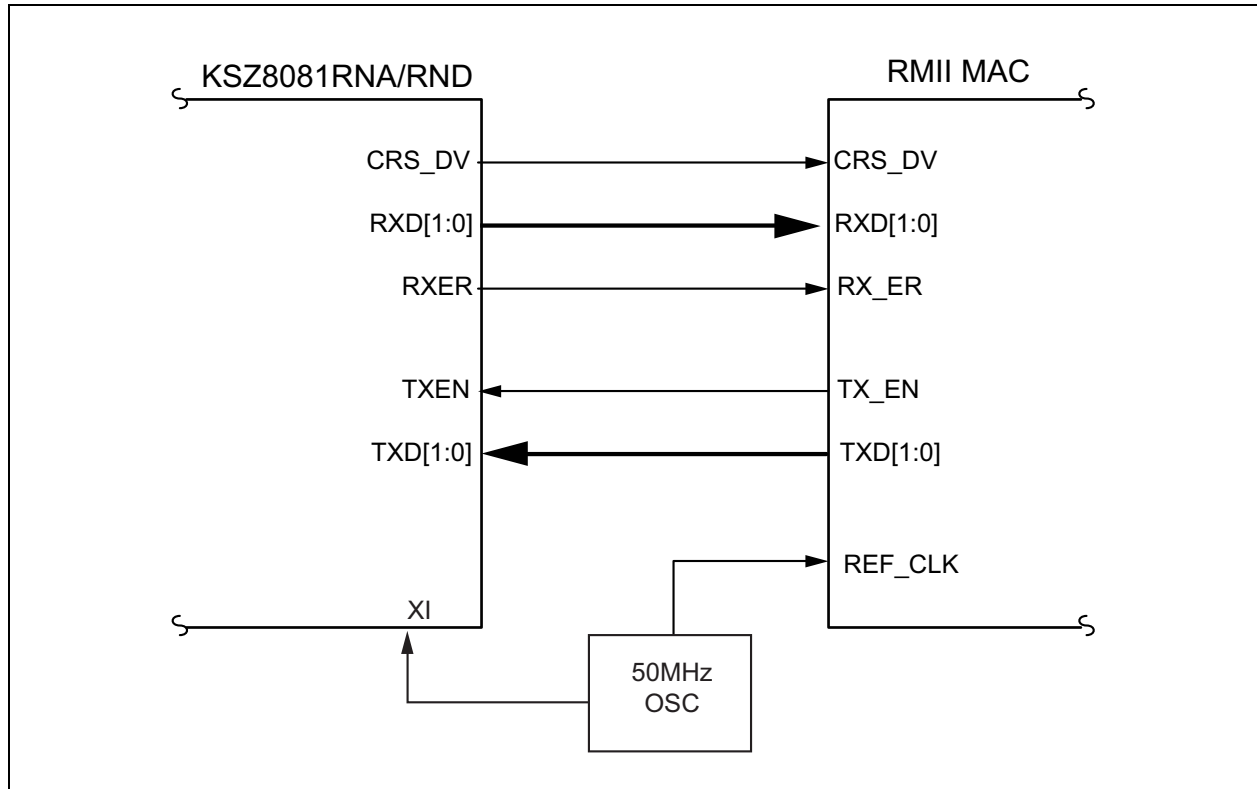 KSZ8081RNA/RND
RMII MAC
CRS_DV
CRS_DV
RXD[1:0]
RXD[1:0]
RXER
RX_ER
TXEN
TX_EN
TXD[1:0]
TXD[1:0]
REF_CLK
XI
50MHz
OSC